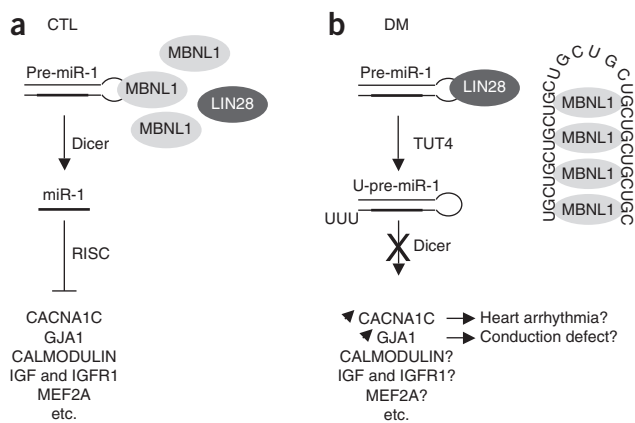 a CTL
MBNL1
Pre-miR-1
MBNL1
LIN28
MBNL1
Dicer
miR-1
RISC
CACNA1C
GJA1
CALMODULIN
IGF and IGFR1
MEF2A
etc.
b DM
Pre-miR-1
LIN28
TUT4
U-pre-miR-1
UUU
Dicer
X
CACNA1C Heart arrhythmia?
GJA1 Conduction defect?
CALMODULIN?
IGF and IGFR1?
MEF2A?
etc.
UGCUGCUGCUGCUGCUGCUGCUGCUGC
MBNL1
MBNL1
MBNL1
MBNL1